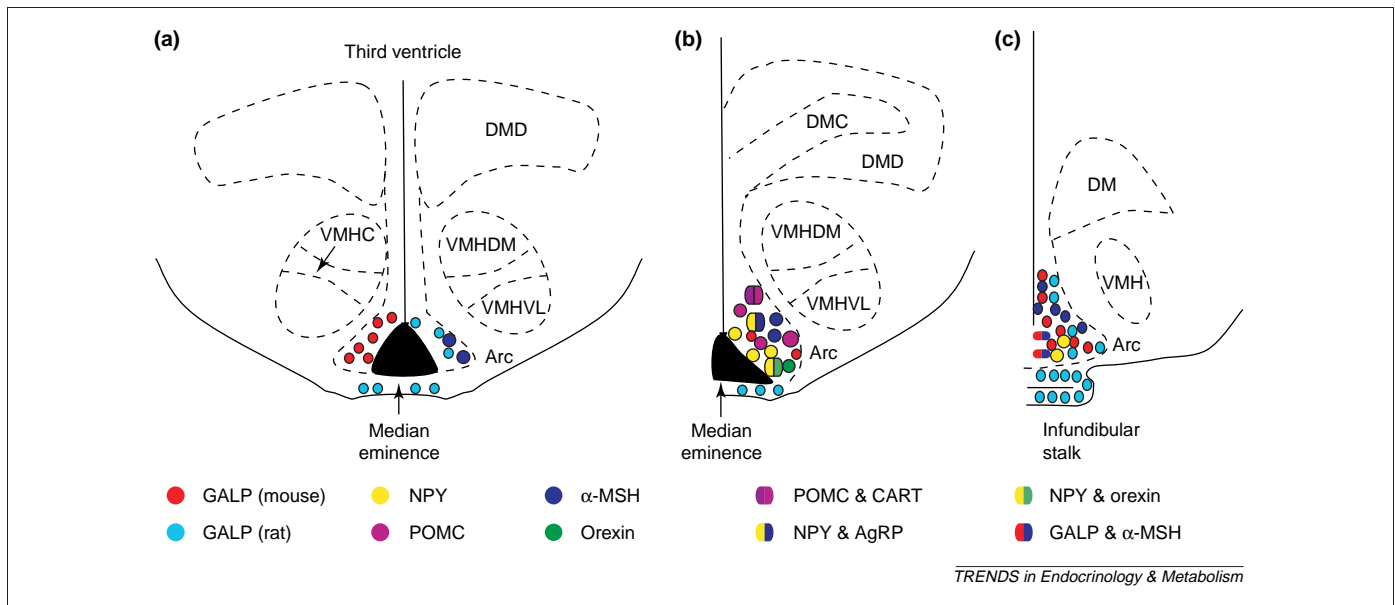 (a)
Third ventricle
DMD
VMHC
VMHDM
VMHVL
Arc
Median
eminence
(b)
DMC
DMD
VMHDM
VMHVL
Arc
Median
eminence
(c)
DM
VMH
Arc
Infundibular
stalk
GALP (mouse)
NPY
α-MSH
POMC & CART
NPY & orexin
GALP (rat)
POMC
Orexin
NPY & AgRP
GALP & α-MSH
TRENDS in Endocrinology & Metabolism